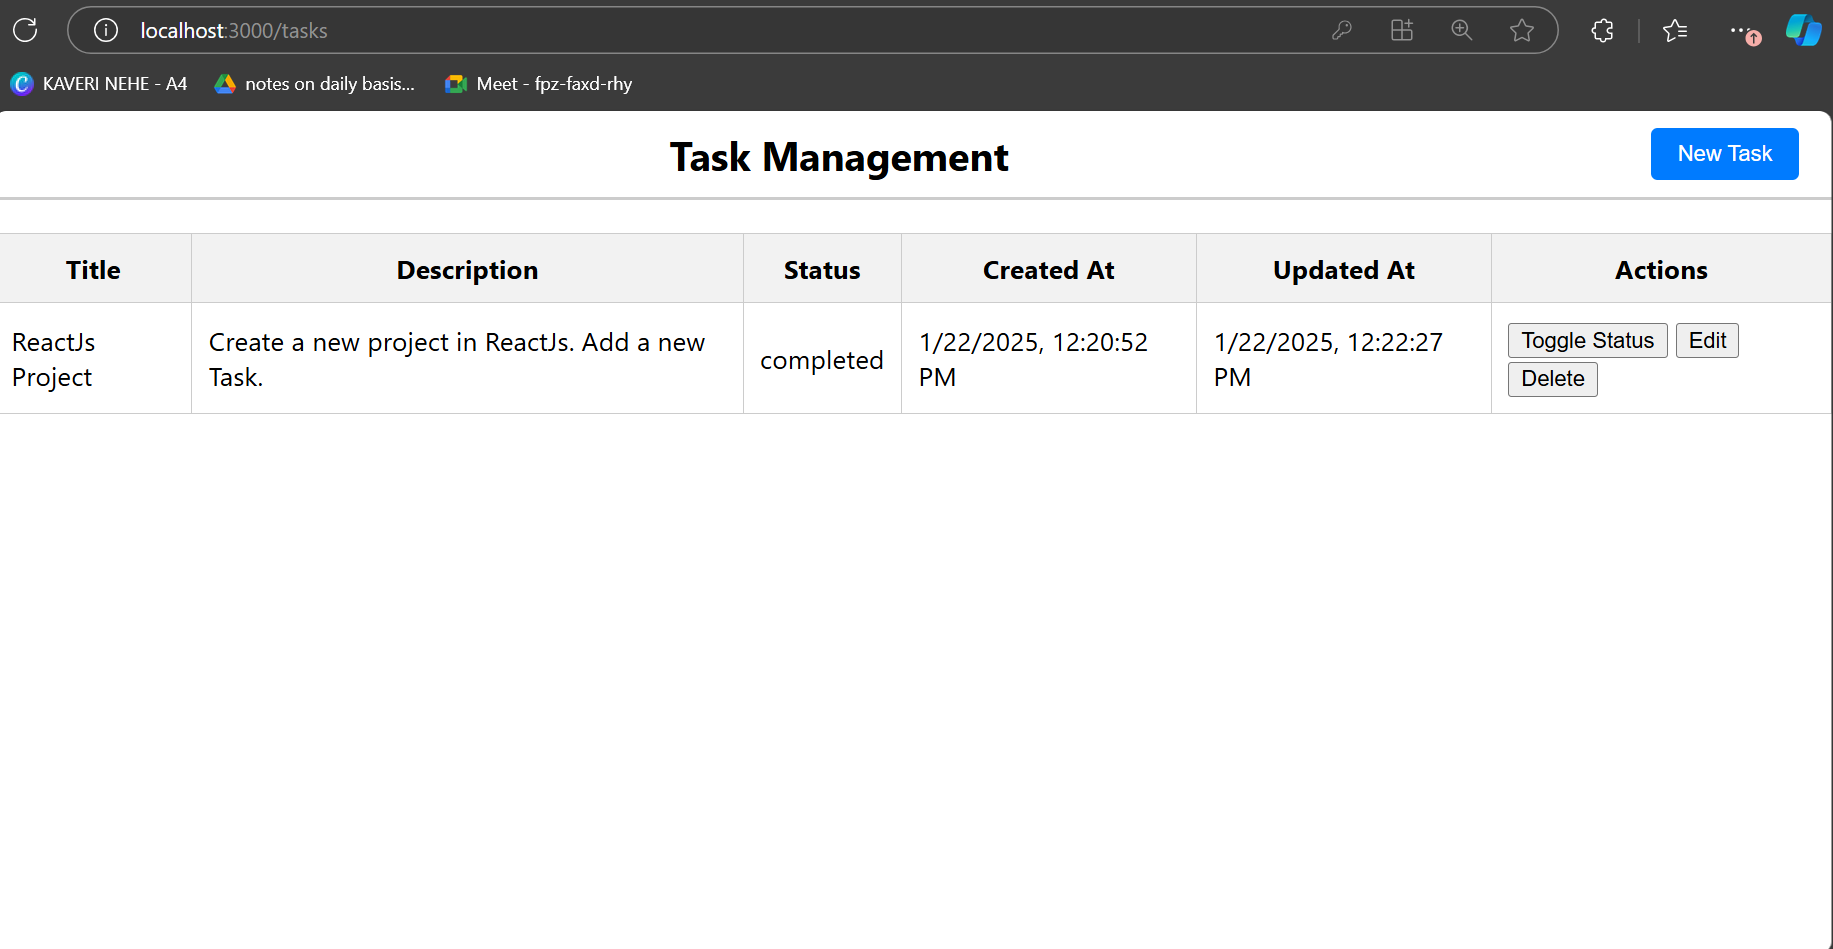 localhost:3000/tasks
KAVERI NEHE - A4 notes on daily basis... Meet - fpz-faxd-rhy
Task Management New Task
Title Description Status Created At Updated At Actions
ReactJs Project
Create a new project in ReactJs. Add a new
Task.
completed
1/22/2025, 12:20:52
PM
1/22/2025, 12:22:27
PM
Toggle Status Edit
Delete